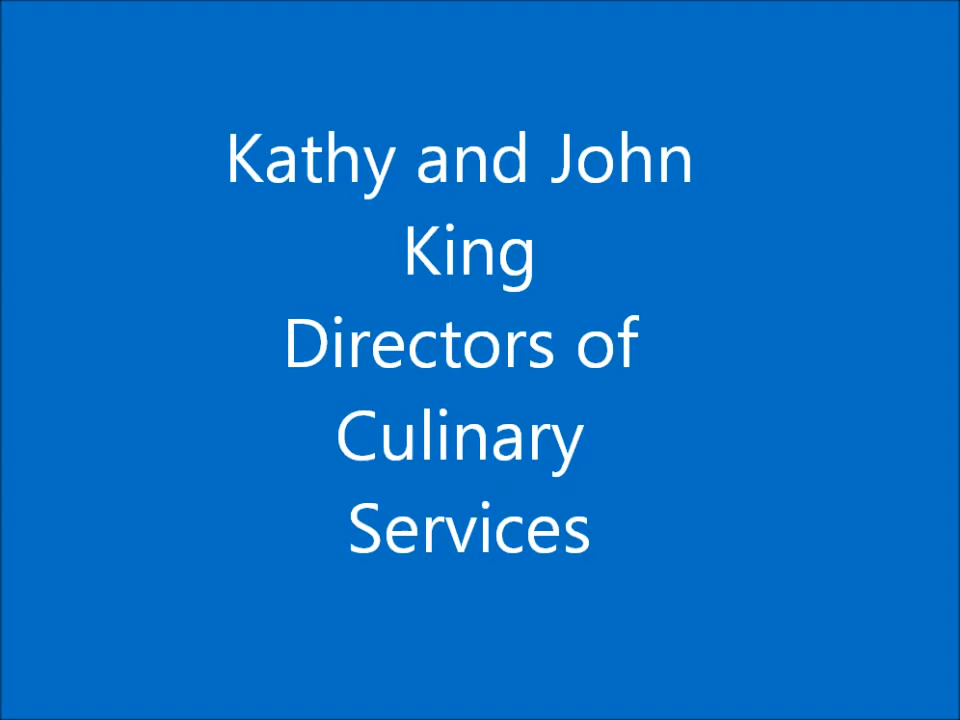 Kathy and John
King
Directors of
Culinary
Services